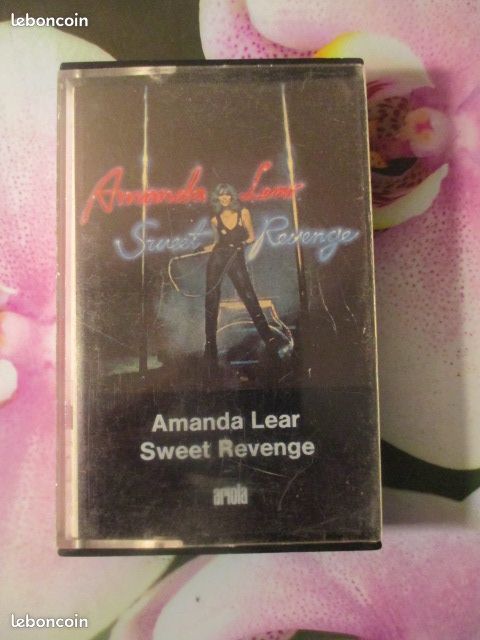 leboncoin
Amanda Lear
Sweet Revenge
Amanda Lear
Sweet Revenge
ariola
leboncoin